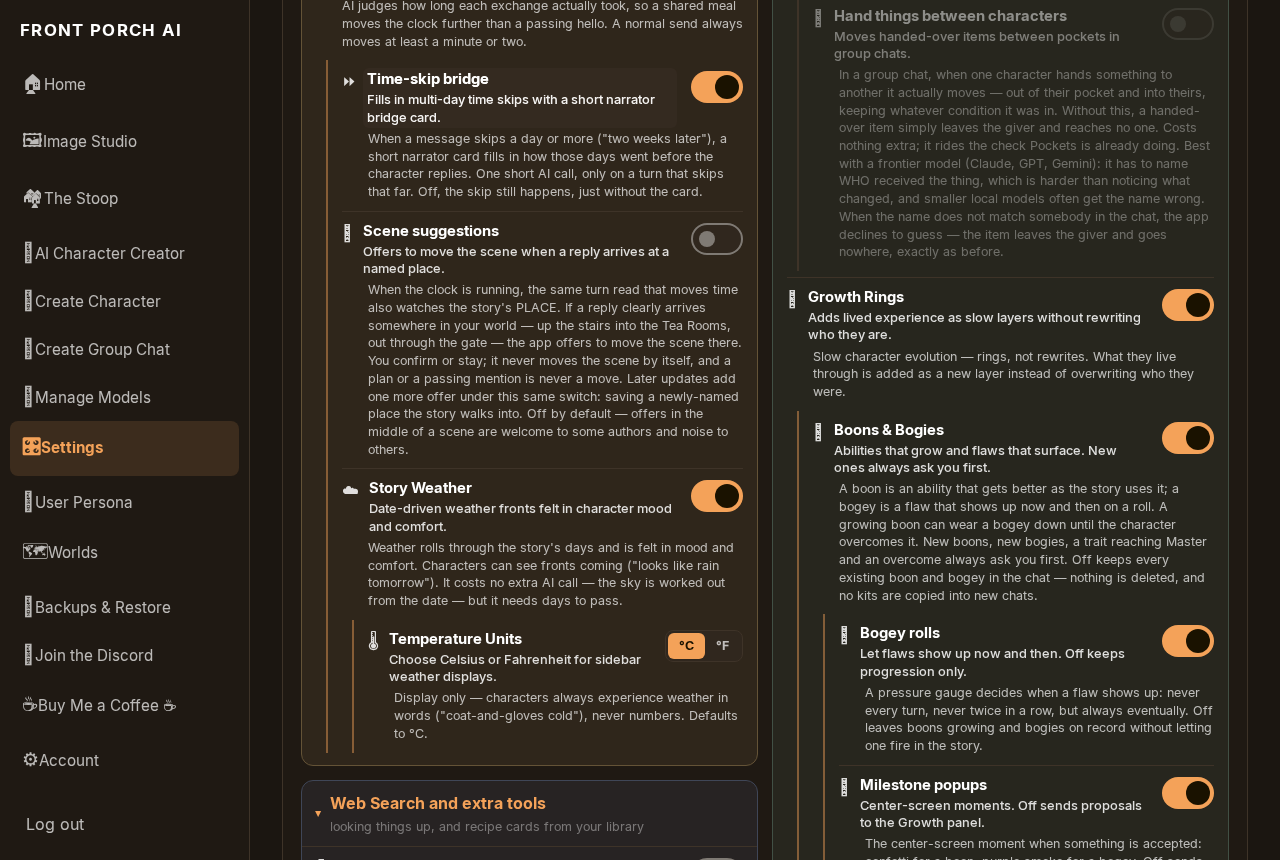 FRONT PORCH AI
Home
Image Studio
The Stoop
AI Character Creator
Create Character
Create Group Chat
Manage Models
Settings
User Persona
Worlds
Backups & Restore
Join the Discord
Buy Me a Coffee
Account
Log out
AI judges how long each exchange actually took, so a shared meal
moves the clock further than a passing hello. A normal send always
moves at least a minute or two.
Time-skip bridge
Fills in multi-day time skips with a short narrator
bridge card.
When a message skips a day or more ("two weeks later"), a
short narrator card fills in how those days went before the
character replies. One short AI call, only on a turn that skips
that far. Off, the skip still happens, just without the card.
Scene suggestions
Offers to move the scene when a reply arrives at a
named place.
When the clock is running, the same turn read that moves time
also watches the story's PLACE. If a reply clearly arrives
somewhere in your world — up the stairs into the Tea Rooms,
out through the gate — the app offers to move the scene there.
You confirm or stay; it never moves the scene by itself, and a
plan or a passing mention is never a move. Later updates add
one more offer under this same switch: saving a newly-named
place the story walks into. Off by default — offers in the
middle of a scene are welcome to some authors and noise to
others.
Story Weather
Date-driven weather fronts felt in character mood
and comfort.
Weather rolls through the story's days and is felt in mood and
comfort. Characters can see fronts coming ("looks like rain
tomorrow"). It costs no extra AI call — the sky is worked out
from the date — but it needs days to pass.
Temperature Units
°C °F
Choose Celsius or Fahrenheit for sidebar
weather displays.
Display only — characters always experience weather in
words ("coat-and-gloves cold"), never numbers. Defaults
to °C.
Web Search and extra tools
looking things up, and recipe cards from your library
Hand things between characters
Moves handed-over items between pockets in
group chats.
In a group chat, when one character hands something to
another it actually moves — out of their pocket and into theirs,
keeping whatever condition it was in. Without this, a handed-
over item simply leaves the giver and reaches no one. Costs
nothing extra; it rides the check Pockets is already doing. Best
with a frontier model (Claude, GPT, Gemini): it has to name
WHO received the thing, which is harder than noticing what
changed, and smaller local models often get the name wrong.
When the name does not match somebody in the chat, the app
declines to guess — the item leaves the giver and goes
nowhere, exactly as before.
Growth Rings
Adds lived experience as slow layers without rewriting
who they are.
Slow character evolution — rings, not rewrites. What they live
through is added as a new layer instead of overwriting who they
were.
Boons & Bogies
Abilities that grow and flaws that surface. New
ones always ask you first.
A boon is an ability that gets better as the story uses it; a
bogey is a flaw that shows up now and then on a roll. A
growing boon can wear a bogey down until the character
overcomes it. New boons, new bogies, a trait reaching Master
and an overcome always ask you first. Off keeps every
existing boon and bogey in the chat — nothing is deleted, and
no kits are copied into new chats.
Bogey rolls
Let flaws show up now and then. Off keeps
progression only.
A pressure gauge decides when a flaw shows up: never
every turn, never twice in a row, but always eventually. Off
leaves boons growing and bogies on record without letting
one fire in the story.
Milestone popups
Center-screen moments. Off sends proposals
to the Growth panel.
The center-screen moment when something is accepted: